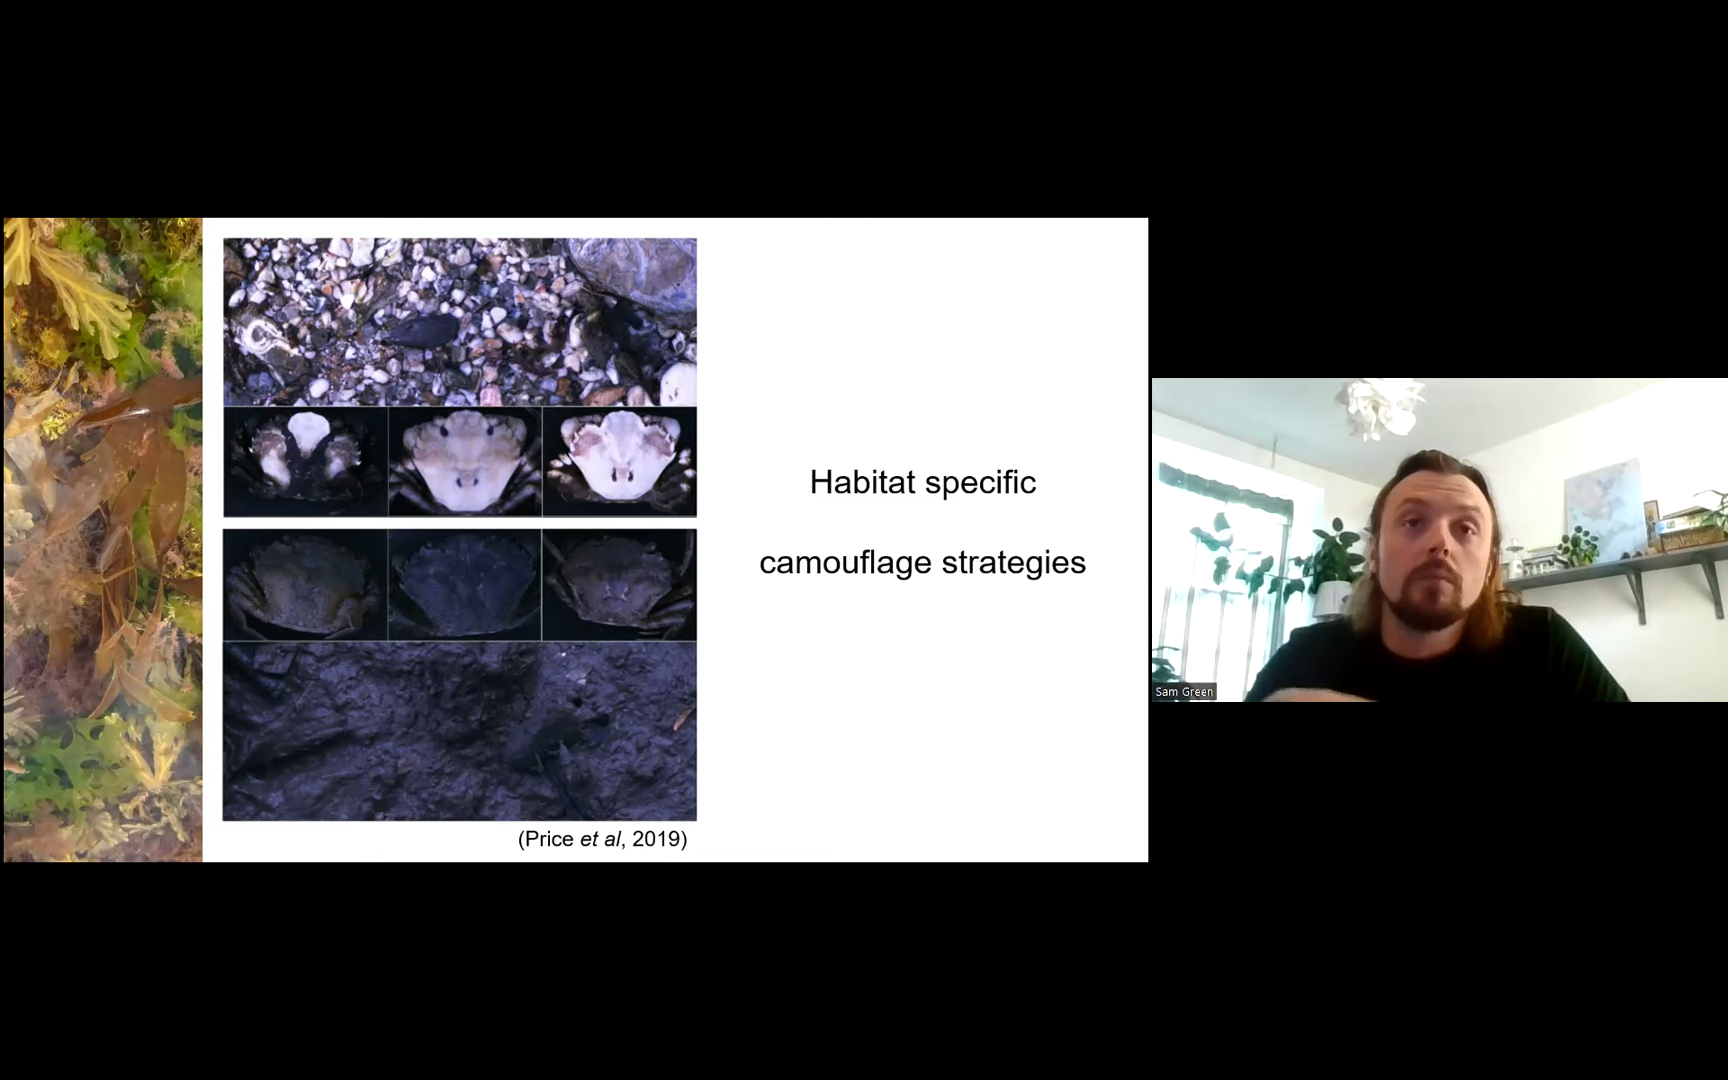 Habitat specific
camouflage strategies
(Price et al, 2019)
Sam Green